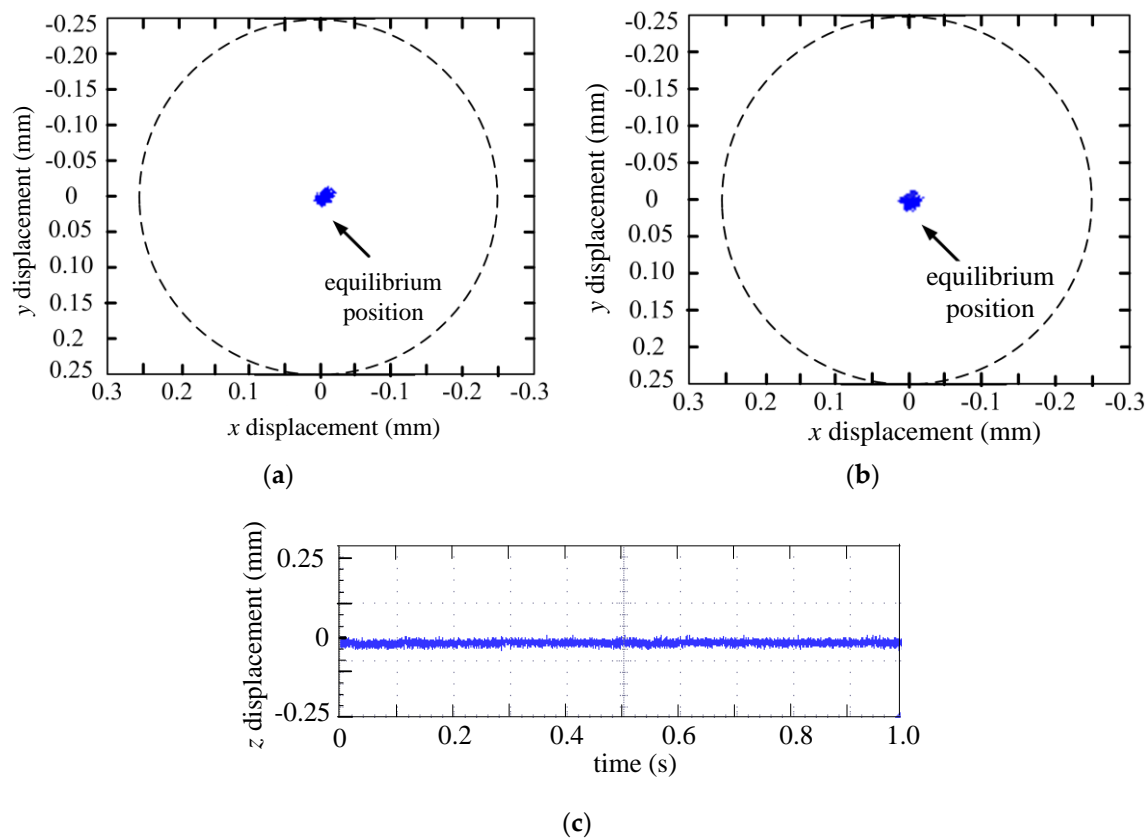 -0.25
-0.20
-0.15
-0.10
-0.05
0
0.05
0.10
0.15
0.2
0.25
y displacement (mm)
equilibrium
position
0.3 0.2 0.1 0 -0.1 -0.2 -0.3
x displacement (mm)
(a)
-0.25
-0.20
-0.15
-0.10
-0.05
0
0.05
0.10
0.15
0.2
0.25
y displacement (mm)
equilibrium
position
0.3 0.2 0.1 0 -0.1 -0.2 -0.3
x displacement (mm)
(b)
0.25
0
-0.25
z displacement (mm)
0 0.2 0.4 0.6 0.8 1.0
time (s)
(c)